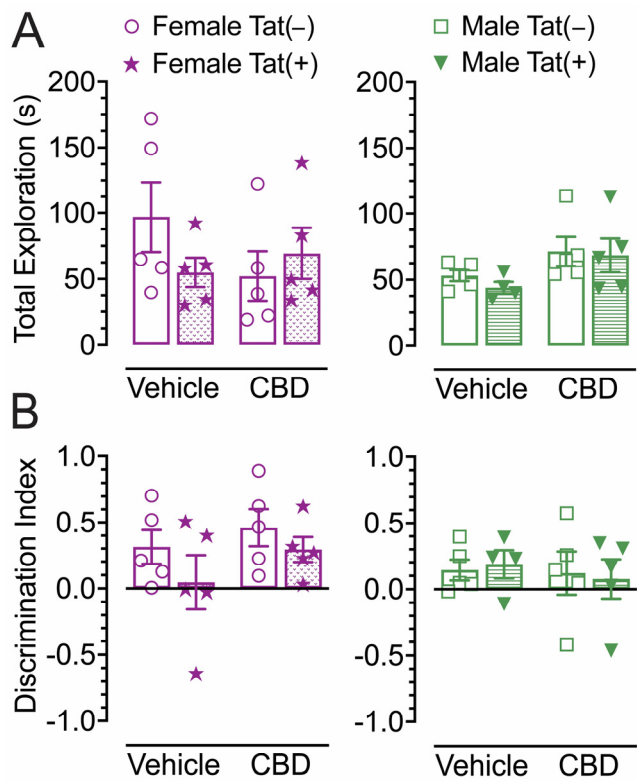 A
Female Tat(−)
Female Tat(+)
Male Tat(−)
Male Tat(+)
Total Exploration (s)
200
150
100
50
0
Vehicle CBD
200
150
100
50
0
Vehicle CBD
B
Discrimination Index
1.0
0.5
0.0
-0.5
-1.0
Vehicle CBD
1.0
0.5
0.0
-0.5
-1.0
Vehicle CBD